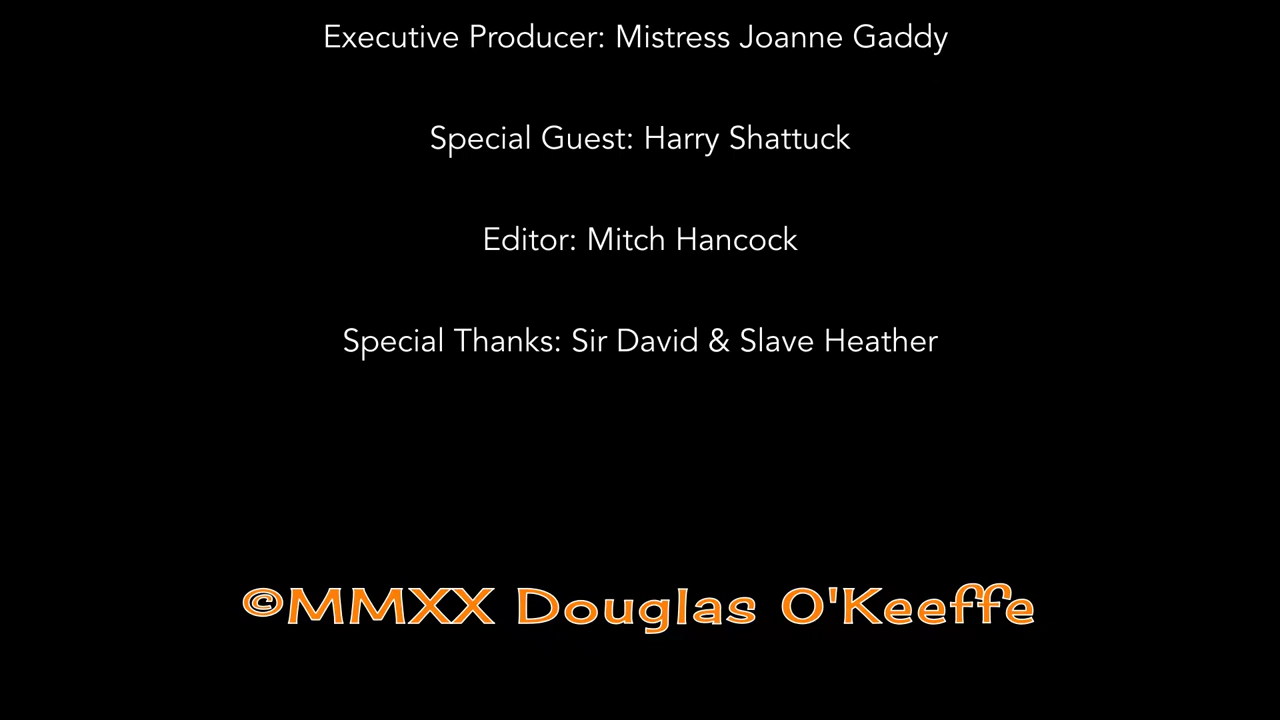 Executive Producer: Mistress Joanne Gaddy
Special Guest: Harry Shattuck
Editor: Mitch Hancock
Special Thanks: Sir David & Slave Heather
©MMXX Douglas O'Keeffe